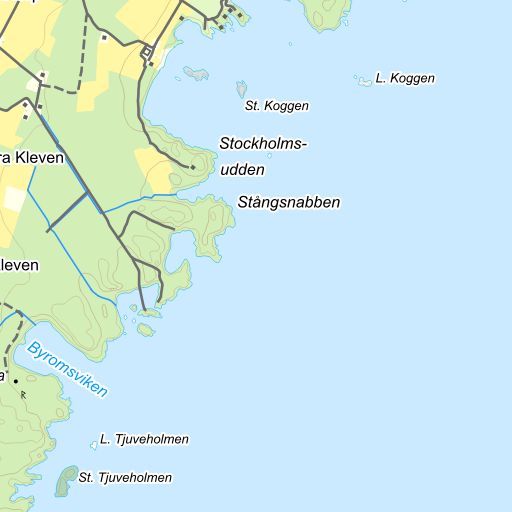 L. Koggen
St. Koggen
Stockholms-
udden
ra Kleven
Stångsnabben
leven
Byromsviken
a
L. Tjuveholmen
St. Tjuveholmen